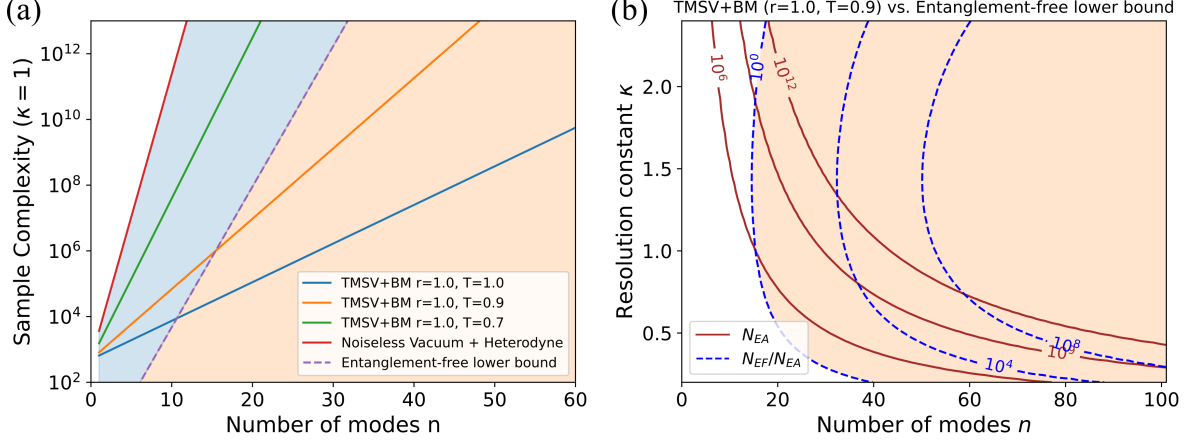 (a)
Sample Complexity (κ = 1)
10^12
10^10
10^8
10^6
10^4
10^2
0
10
20
30
40
50
60
Number of modes n
TMSV+BM r=1.0, T=1.0
TMSV+BM r=1.0, T=0.9
TMSV+BM r=1.0, T=0.7
Noiseless Vacuum + Heterodyne
Entanglement-free lower bound
(b)
TMSV+BM (r=1.0, T=0.9) vs. Entanglement-free lower bound
Resolution constant κ
2.0
1.5
1.0
0.5
0
20
40
60
80
100
Number of modes n
10^6
10^0
10^12
10^8
10^9
10^4
N_EA
N_EF/N_EA